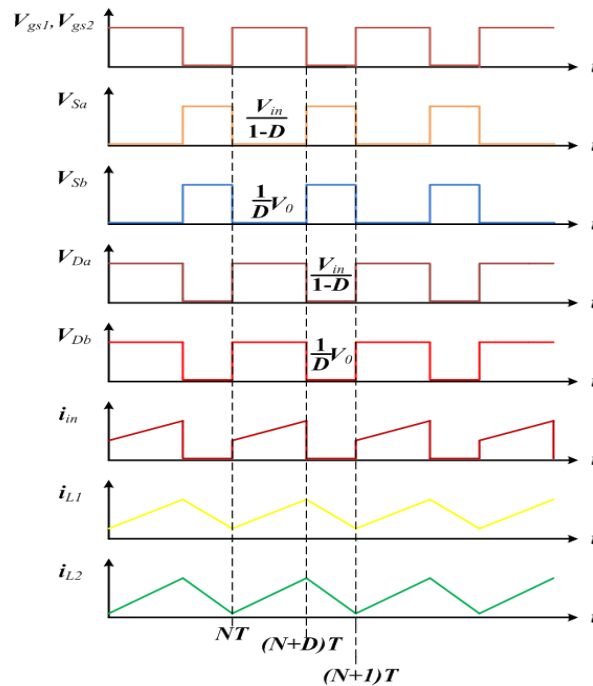 Vgs1, Vgs2
t
VSa
Vin
1-D
t
VSb
1
D
V0
t
VDa
Vin
1-D
t
VDb
1
D
V0
t
iin
t
iL1
t
iL2
t
NT
(N+D)T
(N+1)T